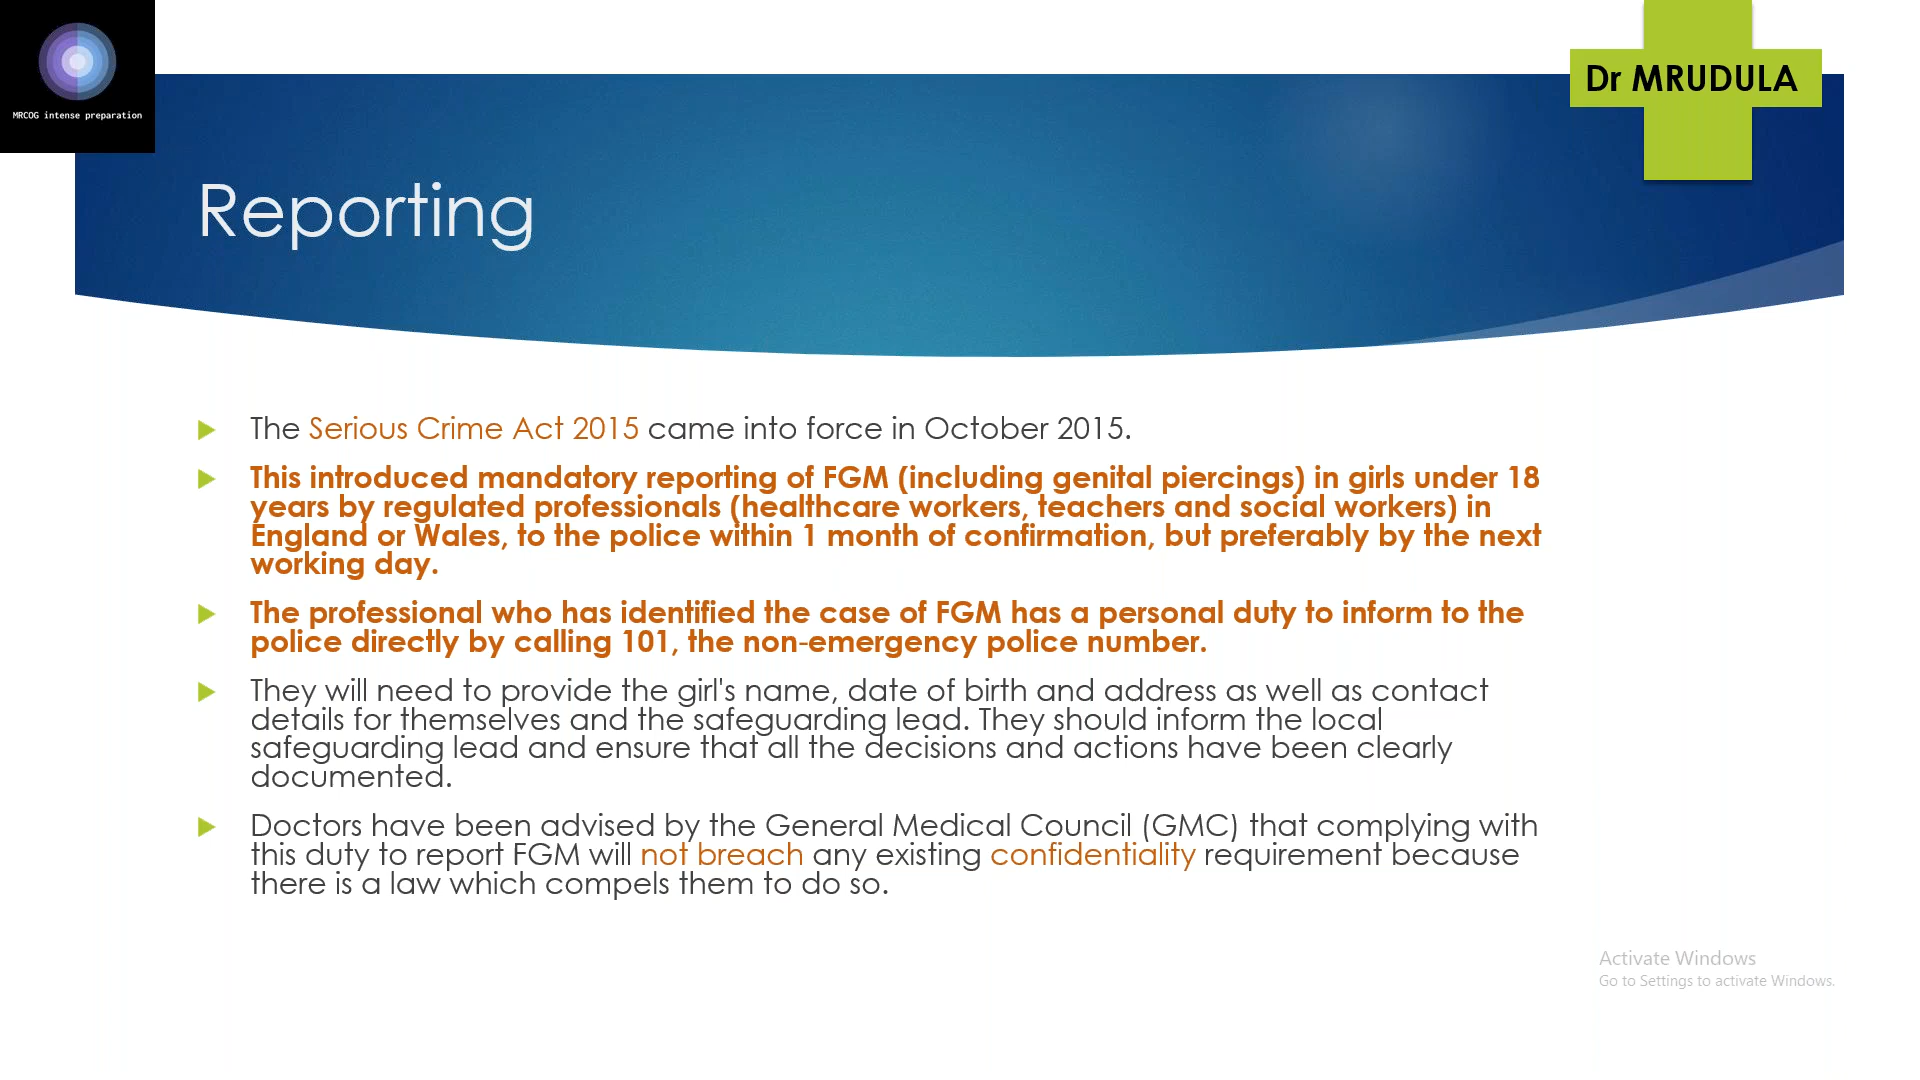 MRCOG intense preparation
Dr MRUDULA
Reporting
The Serious Crime Act 2015 came into force in October 2015.
This introduced mandatory reporting of FGM (including genital piercings) in girls under 18
years by regulated professionals (healthcare workers, teachers and social workers) in
England or Wales, to the police within 1 month of confirmation, but preferably by the next
working day.
The professional who has identified the case of FGM has a personal duty to inform to the
police directly by calling 101, the non-emergency police number.
They will need to provide the girl's name, date of birth and address as well as contact
details for themselves and the safeguarding lead. They should inform the local
safeguarding lead and ensure that all the decisions and actions have been clearly
documented.
Doctors have been advised by the General Medical Council (GMC) that complying with
this duty to report FGM will not breach any existing confidentiality requirement because
there is a law which compels them to do so.
Activate Windows
Go to Settings to activate Windows.